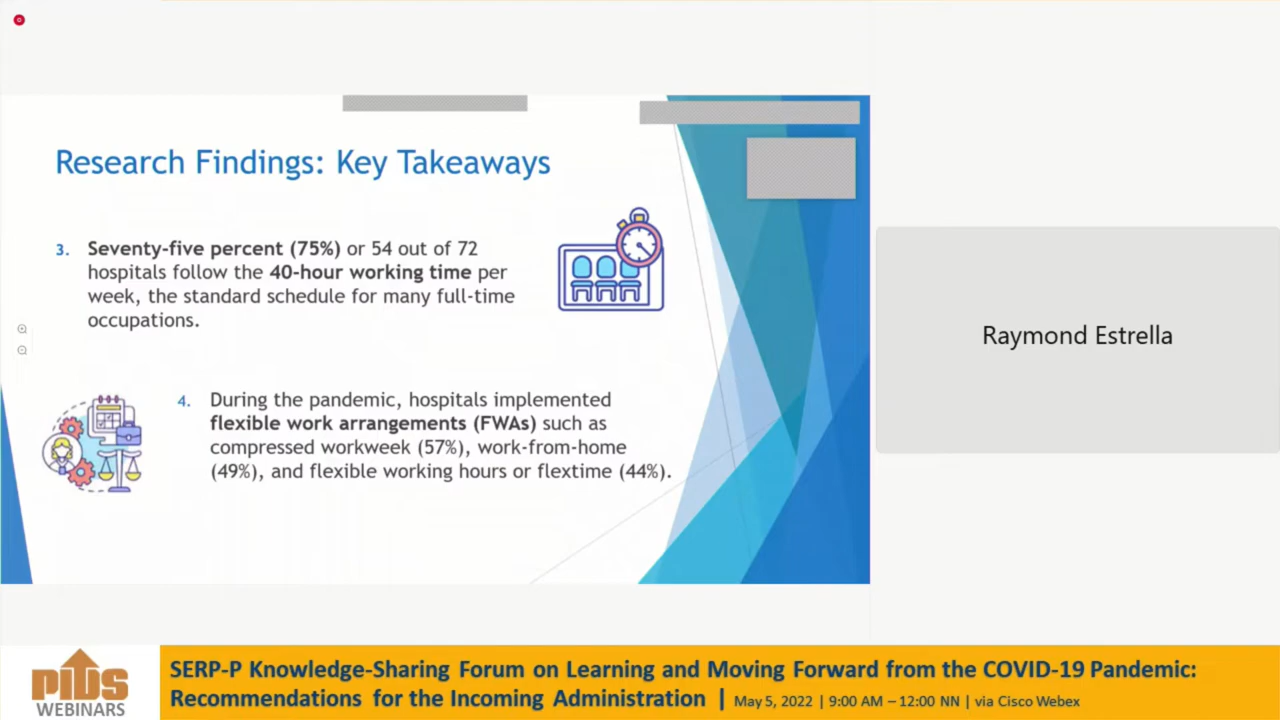 Research Findings: Key Takeaways
3. Seventy-five percent (75%) or 54 out of 72
hospitals follow the 40-hour working time per
week, the standard schedule for many full-time
occupations.
4. During the pandemic, hospitals implemented
flexible work arrangements (FWAs) such as
compressed workweek (57%), work-from-home
(49%), and flexible working hours or flextime (44%).
Raymond Estrella
PIDS
WEBINARS
SERP-P Knowledge-Sharing Forum on Learning and Moving Forward from the COVID-19 Pandemic:
Recommendations for the Incoming Administration | May 5, 2022 | 9:00 AM – 12:00 NN | via Cisco Webex